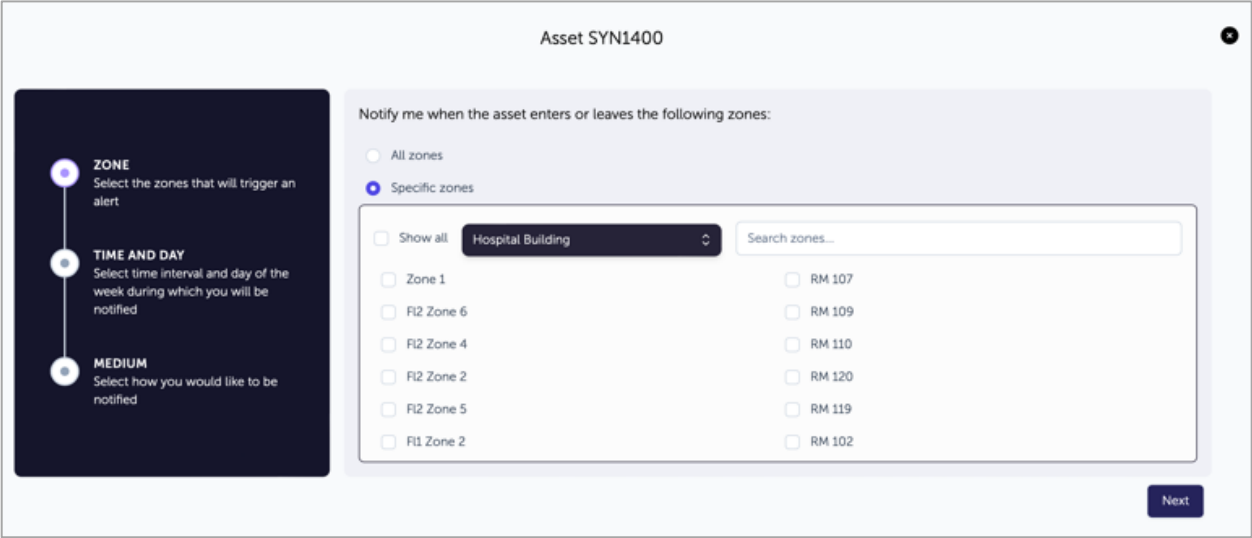 Asset SYN1400
ZONE
Select the zones that will trigger an
alert
TIME AND DAY
Select time interval and day of the
week during which you will be
notified
MEDIUM
Select how you would like to be
notified
Notify me when the asset enters or leaves the following zones:
All zones
Specific zones
Show all
Hospital Building
Search zones...
Zone 1
RM 107
Fl2 Zone 6
RM 109
Fl2 Zone 4
RM 110
Fl2 Zone 2
RM 120
Fl2 Zone 5
RM 119
Fl1 Zone 2
RM 102
Next